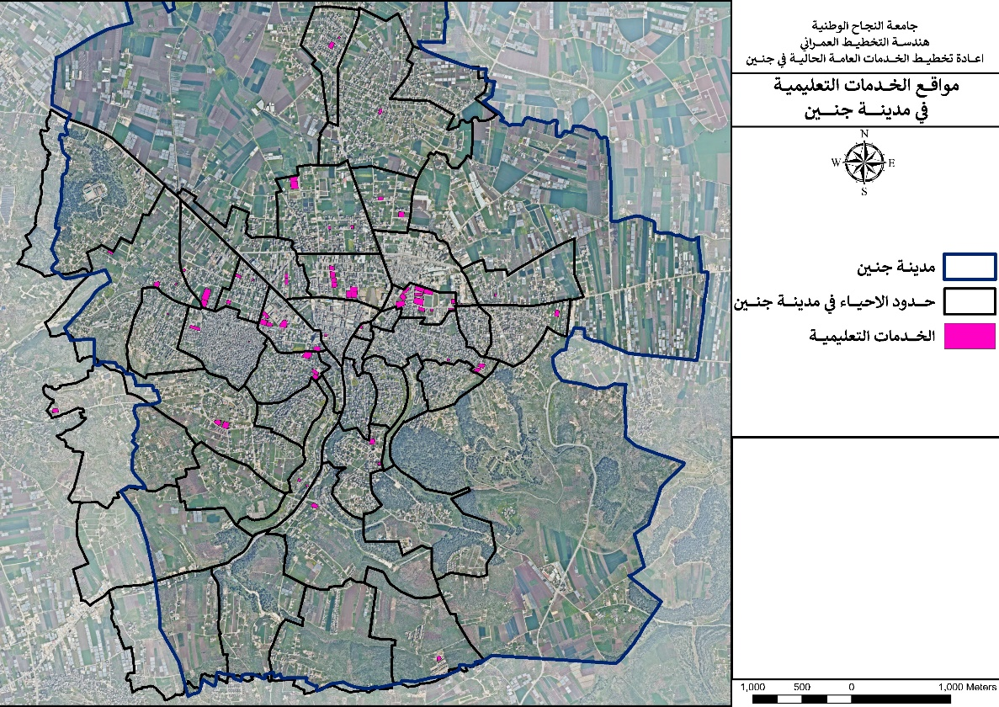 جامعة النجاح الوطنية
هندسة التخطيط العمراني
اعادة تخطيط الخدمات العامة الحالية في جنين
مواقع الخدمات التعليمية
في مدينة جنين
N
W E
S
مدينة جنين
حدود الاحياء في مدينة جنين
الخدمات التعليمية
1,000 500 0 1,000 Meters